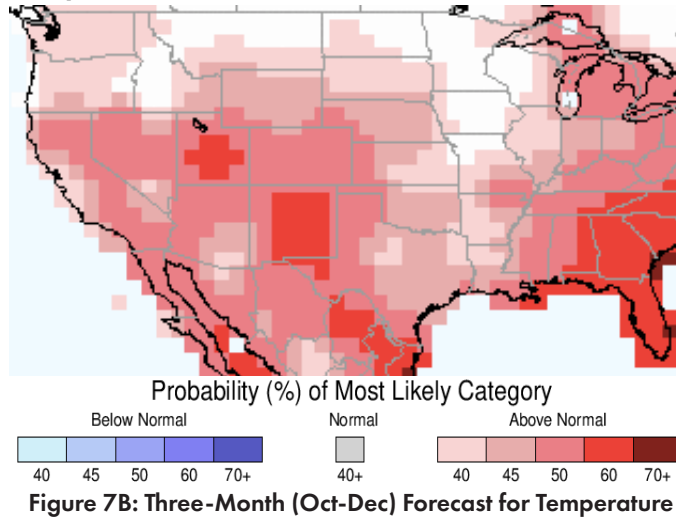 Probability (%) of Most Likely Category
Below Normal Normal Above Normal
40 45 50 60 70+ 40+ 40 45 50 60 70+
Figure 7B: Three-Month (Oct-Dec) Forecast for Temperature